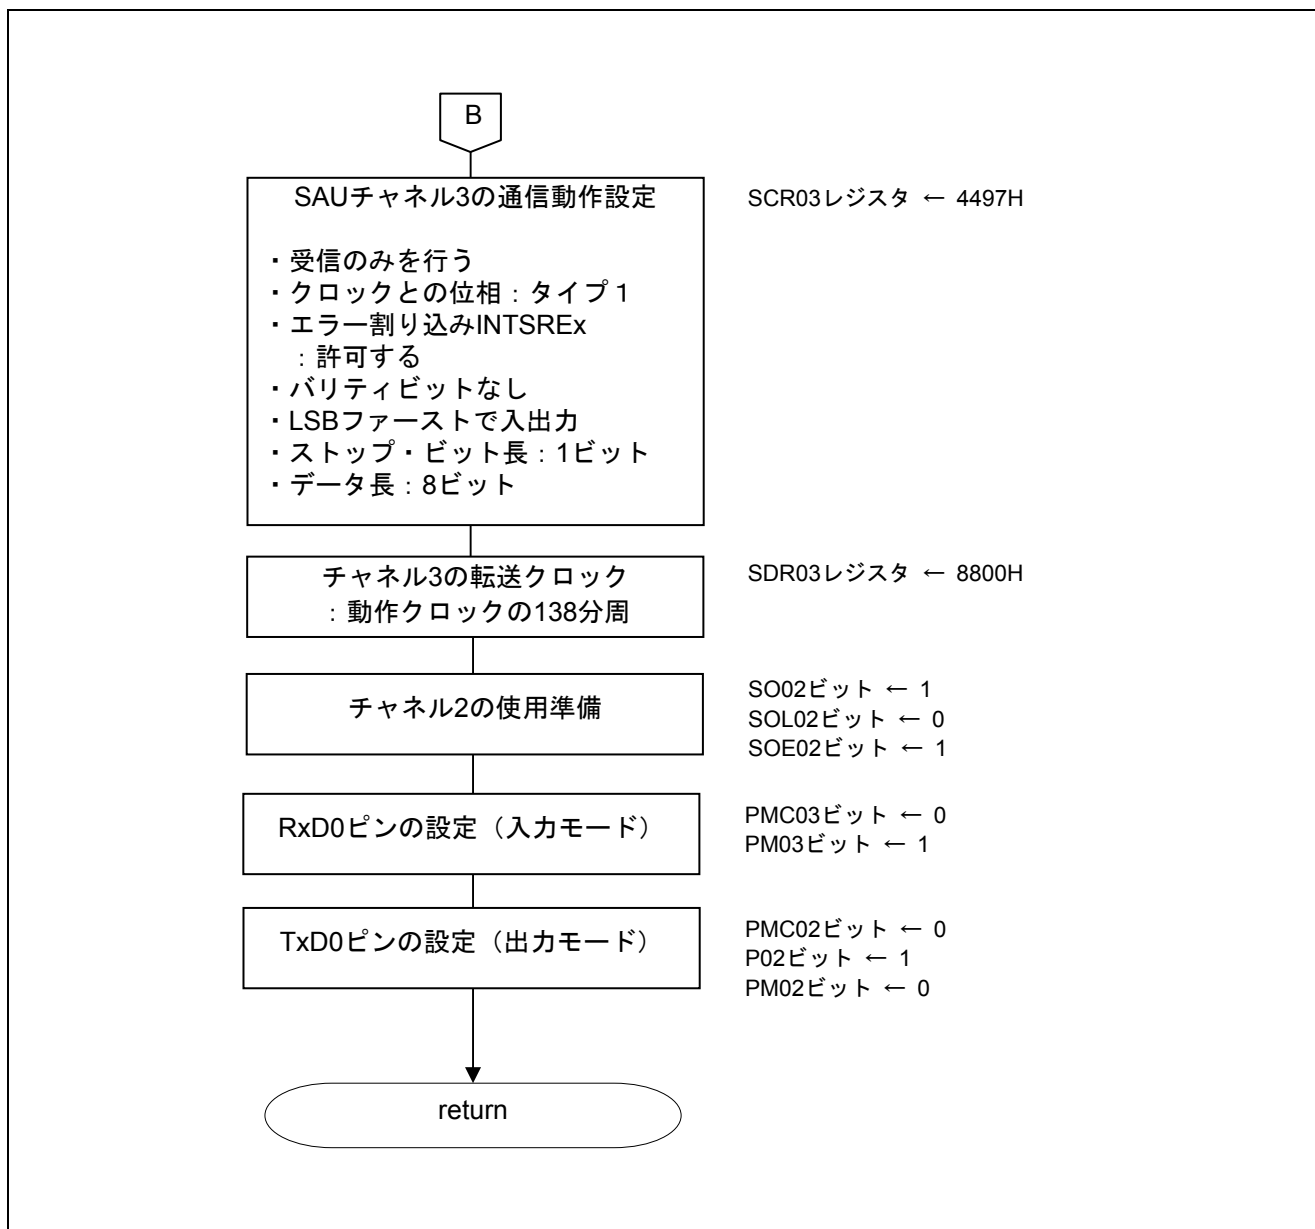 B
SAUチャネル3の通信動作設定
SCR03レジスタ ← 4497H
・受信のみを行う
・クロックとの位相：タイプ1
・エラー割り込みINTSREx
：許可する
・バリティビットなし
・LSBファーストで入出力
・ストップ・ビット長：1ビット
・データ長：8ビット
チャネル3の転送クロック
：動作クロックの138分周
SDR03レジスタ ← 8800H
チャネル2の使用準備
SO02ビット ← 1
SOL02ビット ← 0
SOE02ビット ← 1
RxD0ピンの設定（入力モード）
PMC03ビット ← 0
PM03ビット ← 1
TxD0ピンの設定（出力モード）
PMC02ビット ← 0
P02ビット ← 1
PM02ビット ← 0
return